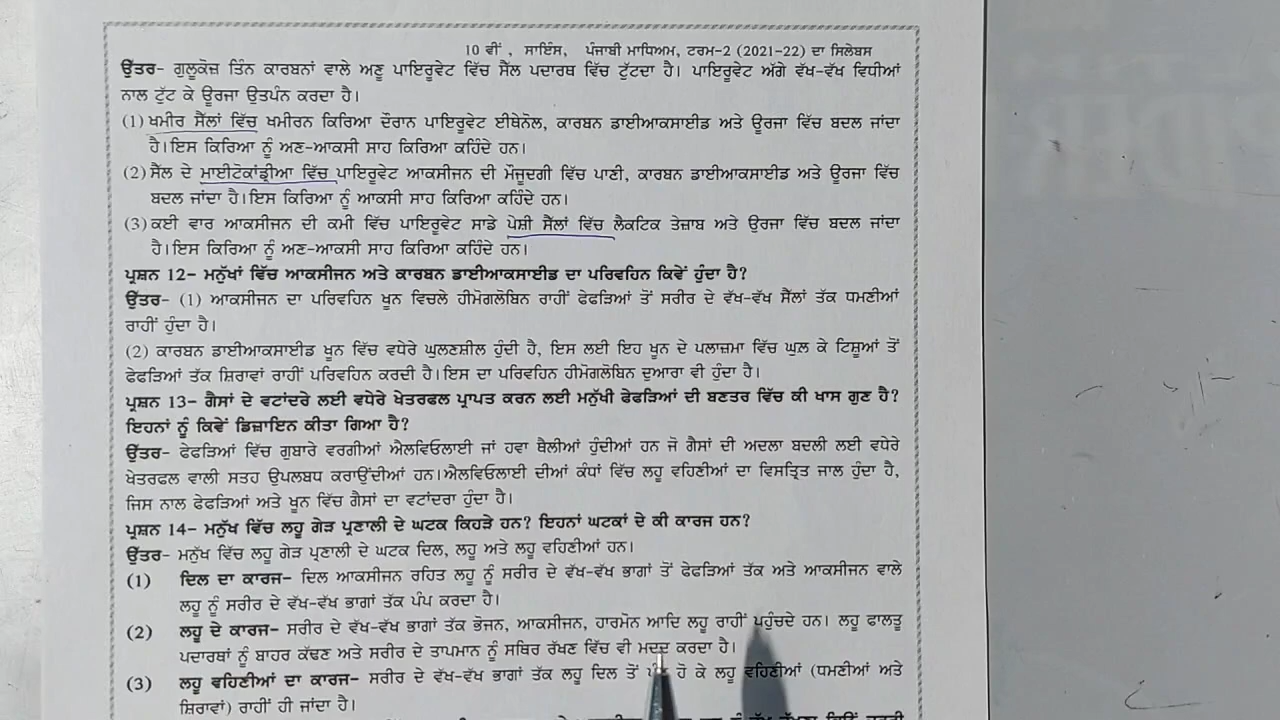 10 ਵੀਂ , ਸਾਇੰਸ, ਪੰਜਾਬੀ ਮਾਧਿਅਮ, ਟਰਮ-2 (2021-22) ਦਾ ਸਿਲੇਬਸ
ਉੱਤਰ- ਗੁਲੂਕੋਜ਼ ਤਿੰਨ ਕਾਰਬਨਾਂ ਵਾਲੇ ਅਣੂ ਪਾਇਰੂਵੇਟ ਵਿੱਚ ਸੈੱਲ ਪਦਾਰਥ ਵਿੱਚ ਟੁੱਟਦਾ ਹੈ। ਪਾਇਰੂਵੇਟ ਅੱਗੇ ਵੱਖ-ਵੱਖ ਵਿਧੀਆਂ
ਨਾਲ ਟੁੱਟ ਕੇ ਊਰਜਾ ਉਤਪੰਨ ਕਰਦਾ ਹੈ।
(1) ਖਮੀਰ ਸੈੱਲਾਂ ਵਿੱਚ ਖਮੀਰਨ ਕਿਰਿਆ ਦੌਰਾਨ ਪਾਇਰੂਵੇਟ ਈਥੇਨੋਲ, ਕਾਰਬਨ ਡਾਈਆਕਸਾਈਡ ਅਤੇ ਊਰਜਾ ਵਿੱਚ ਬਦਲ ਜਾਂਦਾ
ਹੈ।ਇਸ ਕਿਰਿਆ ਨੂੰ ਅਣ-ਆਕਸੀ ਸਾਹ ਕਿਰਿਆ ਕਹਿੰਦੇ ਹਨ।
(2) ਸੈੱਲ ਦੇ ਮਾਈਟੋਕਾਂਡ੍ਰੀਆ ਵਿੱਚ ਪਾਇਰੂਵੇਟ ਆਕਸੀਜਨ ਦੀ ਮੌਜੂਦਗੀ ਵਿੱਚ ਪਾਣੀ, ਕਾਰਬਨ ਡਾਈਆਕਸਾਈਡ ਅਤੇ ਊਰਜਾ ਵਿੱਚ
ਬਦਲ ਜਾਂਦਾ ਹੈ।ਇਸ ਕਿਰਿਆ ਨੂੰ ਆਕਸੀ ਸਾਹ ਕਿਰਿਆ ਕਹਿੰਦੇ ਹਨ।
(3) ਕਈ ਵਾਰ ਆਕਸੀਜਨ ਦੀ ਕਮੀ ਵਿੱਚ ਪਾਇਰੂਵੇਟ ਸਾਡੇ ਪੇਸ਼ੀ ਸੈੱਲਾਂ ਵਿੱਚ ਲੈਕਟਿਕ ਤੇਜ਼ਾਬ ਅਤੇ ਉਰਜਾ ਵਿੱਚ ਬਦਲ ਜਾਂਦਾ
ਹੈ।ਇਸ ਕਿਰਿਆ ਨੂੰ ਅਣ-ਆਕਸੀ ਸਾਹ ਕਿਰਿਆ ਕਹਿੰਦੇ ਹਨ।
ਪ੍ਰਸ਼ਨ 12- ਮਨੁੱਖਾਂ ਵਿੱਚ ਆਕਸੀਜਨ ਅਤੇ ਕਾਰਬਨ ਡਾਈਆਕਸਾਈਡ ਦਾ ਪਰਿਵਹਿਨ ਕਿਵੇਂ ਹੁੰਦਾ ਹੈ?
ਉੱਤਰ- (1) ਆਕਸੀਜਨ ਦਾ ਪਰਿਵਹਿਨ ਖੂਨ ਵਿਚਲੇ ਹੀਮੋਗਲੋਬਿਨ ਰਾਹੀਂ ਫੇਫੜਿਆਂ ਤੋਂ ਸਰੀਰ ਦੇ ਵੱਖ-ਵੱਖ ਸੈੱਲਾਂ ਤੱਕ ਧਮਣੀਆਂ
ਰਾਹੀਂ ਹੁੰਦਾ ਹੈ।
(2) ਕਾਰਬਨ ਡਾਈਆਕਸਾਈਡ ਖੂਨ ਵਿੱਚ ਵਧੇਰੇ ਘੁਲਣਸ਼ੀਲ ਹੁੰਦੀ ਹੈ, ਇਸ ਲਈ ਇਹ ਖੂਨ ਦੇ ਪਲਾਜ਼ਮਾ ਵਿੱਚ ਘੁਲ ਕੇ ਟਿਸ਼ੂਆਂ ਤੋਂ
ਫੇਫੜਿਆਂ ਤੱਕ ਸ਼ਿਰਾਵਾਂ ਰਾਹੀਂ ਪਰਿਵਹਿਨ ਕਰਦੀ ਹੈ।ਇਸ ਦਾ ਪਰਿਵਹਿਨ ਹੀਮੋਗਲੋਬਿਨ ਦੁਆਰਾ ਵੀ ਹੁੰਦਾ ਹੈ।
ਪ੍ਰਸ਼ਨ 13- ਗੈਸਾਂ ਦੇ ਵਟਾਂਦਰੇ ਲਈ ਵਧੇਰੇ ਖੇਤਰਫਲ ਪ੍ਰਾਪਤ ਕਰਨ ਲਈ ਮਨੁੱਖੀ ਫੇਫੜਿਆਂ ਦੀ ਬਣਤਰ ਵਿੱਚ ਕੀ ਖਾਸ ਗੁਣ ਹੈ?
ਇਹਨਾਂ ਨੂੰ ਕਿਵੇਂ ਡਿਜ਼ਾਇਨ ਕੀਤਾ ਗਿਆ ਹੈ?
ਉੱਤਰ- ਫੇਫੜਿਆਂ ਵਿੱਚ ਗੁਬਾਰੇ ਵਰਗੀਆਂ ਐਲਵਿਓਲਾਈ ਜਾਂ ਹਵਾ ਥੈਲੀਆਂ ਹੁੰਦੀਆਂ ਹਨ ਜੋ ਗੈਸਾਂ ਦੀ ਅਦਲਾ ਬਦਲੀ ਲਈ ਵਧੇਰੇ
ਖੇਤਰਫਲ ਵਾਲੀ ਸਤਹ ਉਪਲਬਧ ਕਰਾਉਂਦੀਆਂ ਹਨ।ਐਲਵਿਓਲਾਈ ਦੀਆਂ ਕੰਧਾਂ ਵਿੱਚ ਲਹੂ ਵਹਿਣੀਆਂ ਦਾ ਵਿਸਤ੍ਰਿਤ ਜਾਲ ਹੁੰਦਾ ਹੈ,
ਜਿਸ ਨਾਲ ਫੇਫੜਿਆਂ ਅਤੇ ਖੂਨ ਵਿੱਚ ਗੈਸਾਂ ਦਾ ਵਟਾਂਦਰਾ ਹੁੰਦਾ ਹੈ।
ਪ੍ਰਸ਼ਨ 14- ਮਨੁੱਖ ਵਿੱਚ ਲਹੂ ਗੇੜ ਪ੍ਰਣਾਲੀ ਦੇ ਘਟਕ ਕਿਹੜੇ ਹਨ? ਇਹਨਾਂ ਘਟਕਾਂ ਦੇ ਕੀ ਕਾਰਜ ਹਨ?
ਉੱਤਰ- ਮਨੁੱਖ ਵਿੱਚ ਲਹੂ ਗੇੜ ਪ੍ਰਣਾਲੀ ਦੇ ਘਟਕ ਦਿਲ, ਲਹੂ ਅਤੇ ਲਹੂ ਵਹਿਣੀਆਂ ਹਨ।
(1) ਦਿਲ ਦਾ ਕਾਰਜ- ਦਿਲ ਆਕਸੀਜਨ ਰਹਿਤ ਲਹੂ ਨੂੰ ਸਰੀਰ ਦੇ ਵੱਖ-ਵੱਖ ਭਾਗਾਂ ਤੋਂ ਫੇਫੜਿਆਂ ਤੱਕ ਅਤੇ ਆਕਸੀਜਨ ਵਾਲੇ
ਲਹੂ ਨੂੰ ਸਰੀਰ ਦੇ ਵੱਖ-ਵੱਖ ਭਾਗਾਂ ਤੱਕ ਪੰਪ ਕਰਦਾ ਹੈ।
(2) ਲਹੂ ਦੇ ਕਾਰਜ- ਸਰੀਰ ਦੇ ਵੱਖ-ਵੱਖ ਭਾਗਾਂ ਤੱਕ ਭੋਜਨ, ਆਕਸੀਜਨ, ਹਾਰਮੋਨ ਆਦਿ ਲਹੂ ਰਾਹੀਂ ਪਹੁੰਚਦੇ ਹਨ। ਲਹੂ ਫਾਲਤੂ
ਪਦਾਰਥਾਂ ਨੂੰ ਬਾਹਰ ਕੱਢਣ ਅਤੇ ਸਰੀਰ ਦੇ ਤਾਪਮਾਨ ਨੂੰ ਸਥਿਰ ਰੱਖਣ ਵਿੱਚ ਵੀ ਮਦਦ ਕਰਦਾ ਹੈ।
(3) ਲਹੂ ਵਹਿਣੀਆਂ ਦਾ ਕਾਰਜ- ਸਰੀਰ ਦੇ ਵੱਖ-ਵੱਖ ਭਾਗਾਂ ਤੱਕ ਲਹੂ ਦਿਲ ਤੋਂ ਹੋ ਕੇ ਲਹੂ ਵਹਿਣੀਆਂ (ਧਮਣੀਆਂ ਅਤੇ
ਸ਼ਿਰਾਵਾਂ) ਰਾਹੀਂ ਹੀ ਜਾਂਦਾ ਹੈ।